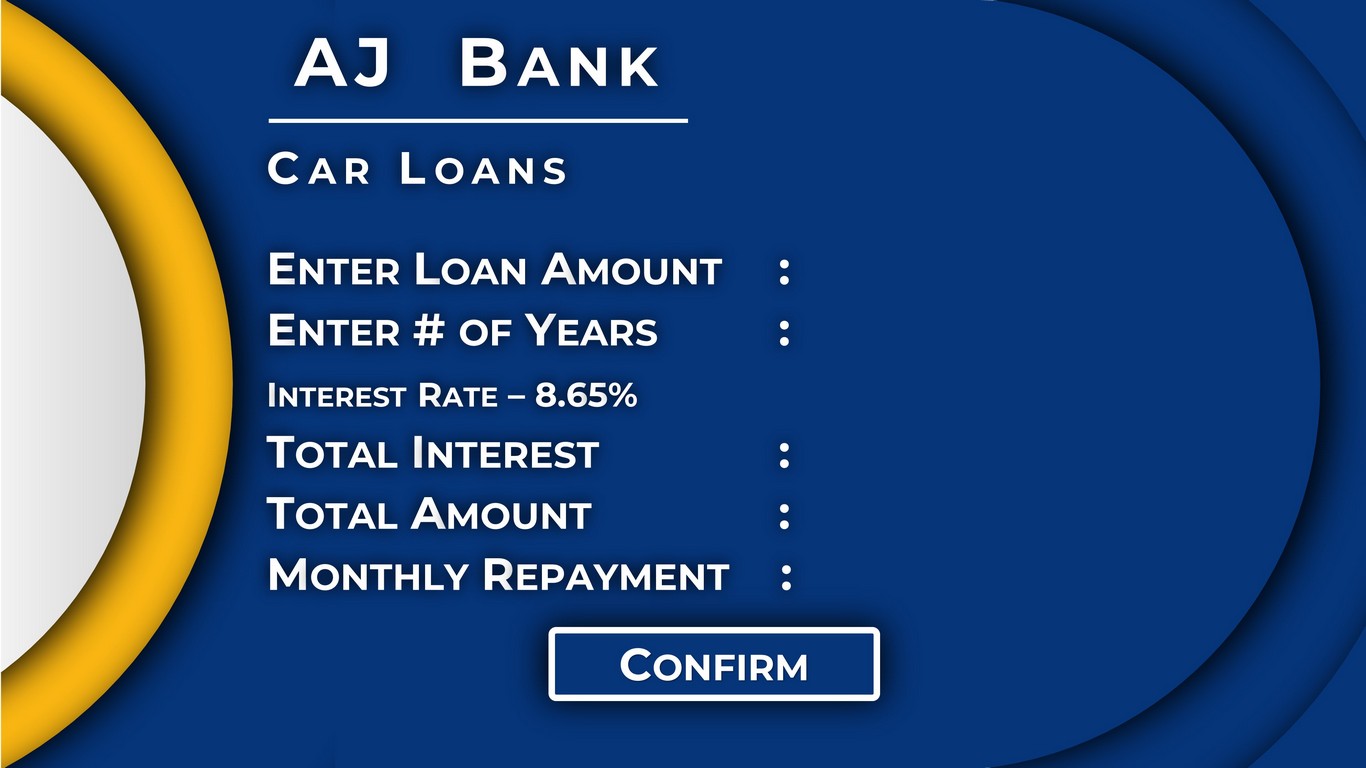 AJ Bank
Car Loans
Enter Loan Amount :
Enter # of Years :
Interest Rate – 8.65%
Total Interest :
Total Amount :
Monthly Repayment :
Confirm